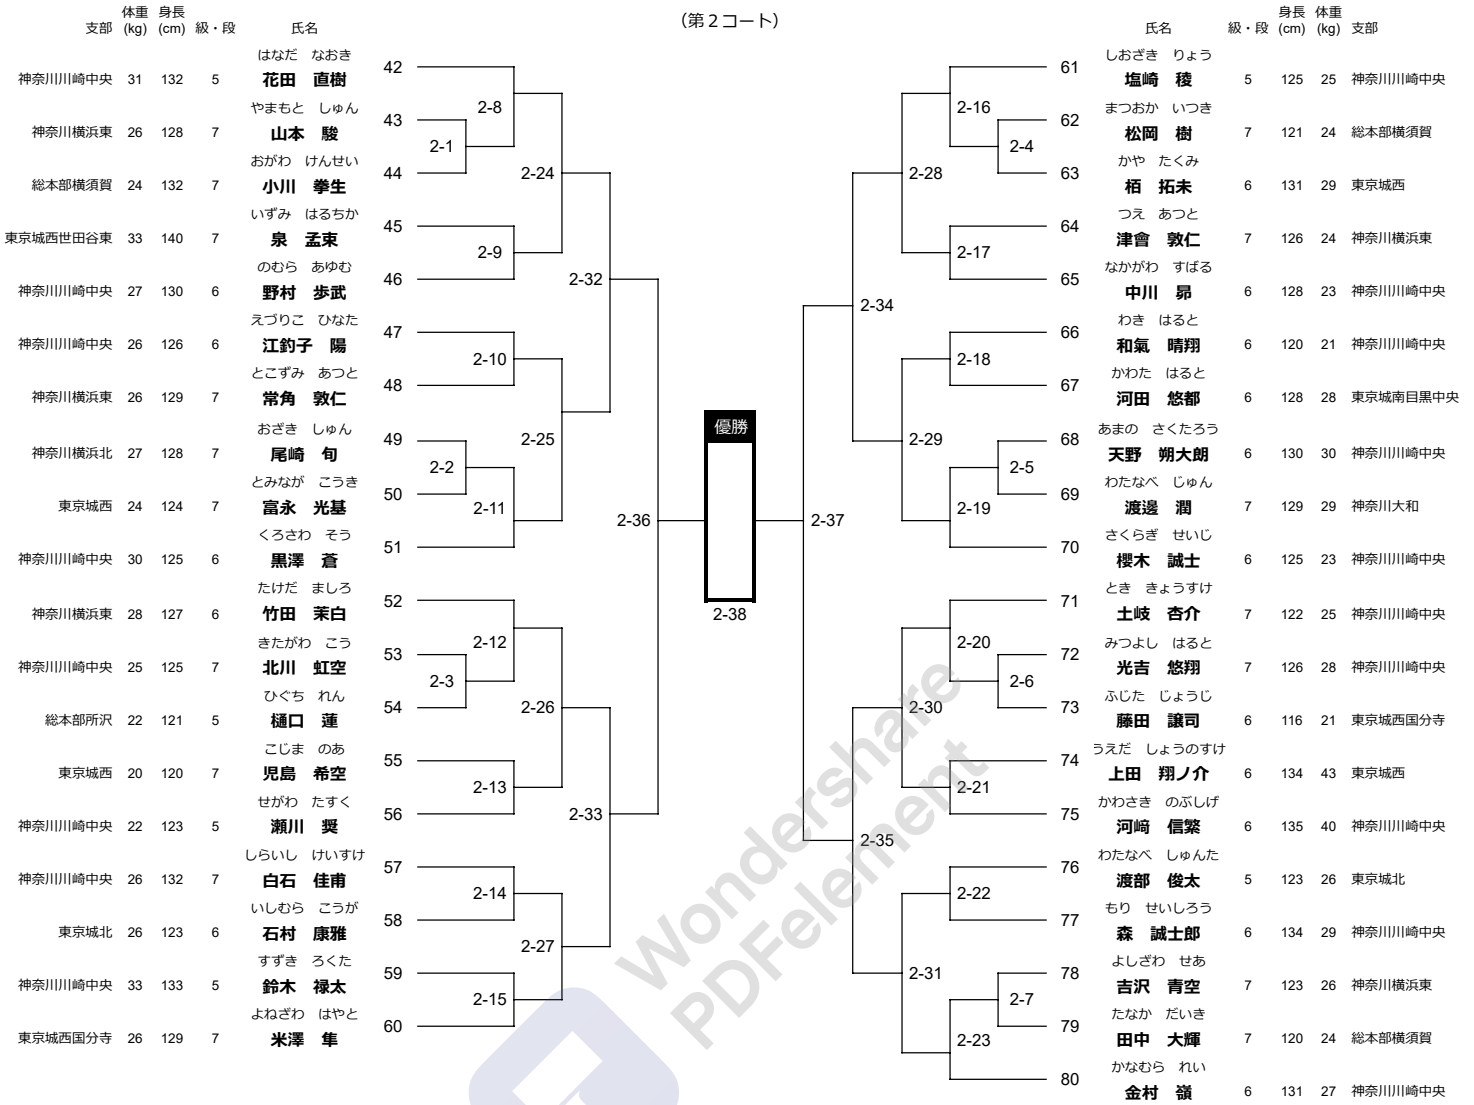 （第２コート）
支部 体重(kg) 身長(cm) 級・段 氏名
はなだ　なおき
神奈川川崎中央 31 132 5 花田　直樹 42
やまもと　しゅん
神奈川横浜東 26 128 7 山本　駿 43
おがわ　けんせい
総本部横須賀 24 132 7 小川　拳生 44
いずみ　はるちか
東京城西世田谷東 33 140 7 泉　孟束 45
のむら　あゆむ
神奈川川崎中央 27 130 6 野村　歩武 46
えづりこ　ひなた
神奈川川崎中央 26 126 6 江釣子　陽 47
とこずみ　あつと
神奈川横浜東 26 129 7 常角　敦仁 48
おざき　しゅん
神奈川横浜北 27 128 7 尾崎　旬 49
とみなが　こうき
東京城西 24 124 7 富永　光基 50
くろさわ　そう
神奈川川崎中央 30 125 6 黒澤　蒼 51
たけだ　ましろ
神奈川横浜東 28 127 6 竹田　茉白 52
きたがわ　こう
神奈川川崎中央 25 125 7 北川　虹空 53
ひぐち　れん
総本部所沢 22 121 5 樋口　蓮 54
こじま　のあ
東京城西 20 120 7 児島　希空 55
せがわ　たすく
神奈川川崎中央 22 123 5 瀬川　奨 56
しらいし　けいすけ
神奈川川崎中央 26 132 7 白石　佳甫 57
いしむら　こうが
東京城北 26 123 6 石村　康雅 58
すずき　ろくた
神奈川川崎中央 33 133 5 鈴木　禄太 59
よねざわ　はやと
東京城西国分寺 26 129 7 米澤　隼 60
2-1
2-2
2-3
2-8
2-9
2-10
2-11
2-12
2-13
2-14
2-15
2-24
2-25
2-26
2-27
2-32
2-33
2-36
優勝
2-38
2-37
2-34
2-35
2-28
2-29
2-30
2-31
2-16
2-17
2-18
2-19
2-20
2-21
2-22
2-23
2-4
2-5
2-6
2-7
氏名 級・段 身長(cm) 体重(kg) 支部
しおざき　りょう
61 塩崎　稜 5 125 25 神奈川川崎中央
まつおか　いつき
62 松岡　樹 7 121 24 総本部横須賀
かや　たくみ
63 栢　拓未 6 131 29 東京城西
つえ　あつと
64 津會　敦仁 7 126 24 神奈川横浜東
なかがわ　すばる
65 中川　昴 6 128 23 神奈川川崎中央
わき　はると
66 和氣　晴翔 6 120 21 神奈川川崎中央
かわた　はると
67 河田　悠都 6 128 28 東京城南目黒中央
あまの　さくたろう
68 天野　朔大朗 6 130 30 神奈川川崎中央
わたなべ　じゅん
69 渡邊　潤 7 129 29 神奈川大和
さくらぎ　せいじ
70 櫻木　誠士 6 125 23 神奈川川崎中央
とき　きょうすけ
71 土岐　杏介 7 122 25 神奈川川崎中央
みつよし　はると
72 光吉　悠翔 7 126 28 神奈川川崎中央
ふじた　じょうじ
73 藤田　譲司 6 116 21 東京城西国分寺
うえだ　しょうのすけ
74 上田　翔ノ介 6 134 43 東京城西
かわさき　のぶしげ
75 河﨑　信繁 6 135 40 神奈川川崎中央
わたなべ　しゅんた
76 渡部　俊太 5 123 26 東京城北
もり　せいしろう
77 森　誠士郎 6 134 29 神奈川川崎中央
よしざわ　せあ
78 吉沢　青空 7 123 26 神奈川横浜東
たなか　だいき
79 田中　大輝 7 120 24 総本部横須賀
かなむら　れい
80 金村　嶺 6 131 27 神奈川川崎中央
Wondershare
PDFelement